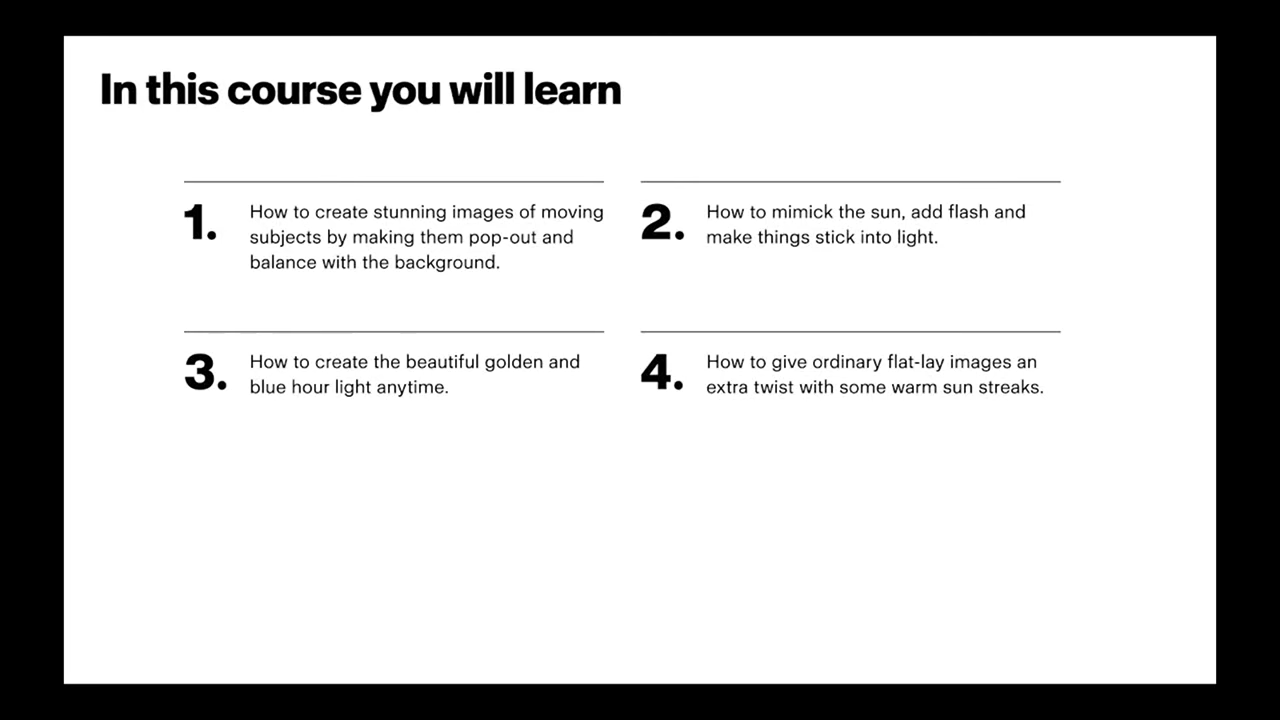 In this course you will learn
1.
How to create stunning images of moving
subjects by making them pop-out and
balance with the background.
2.
How to mimick the sun, add flash and
make things stick into light.
3.
How to create the beautiful golden and
blue hour light anytime.
4.
How to give ordinary flat-lay images an
extra twist with some warm sun streaks.